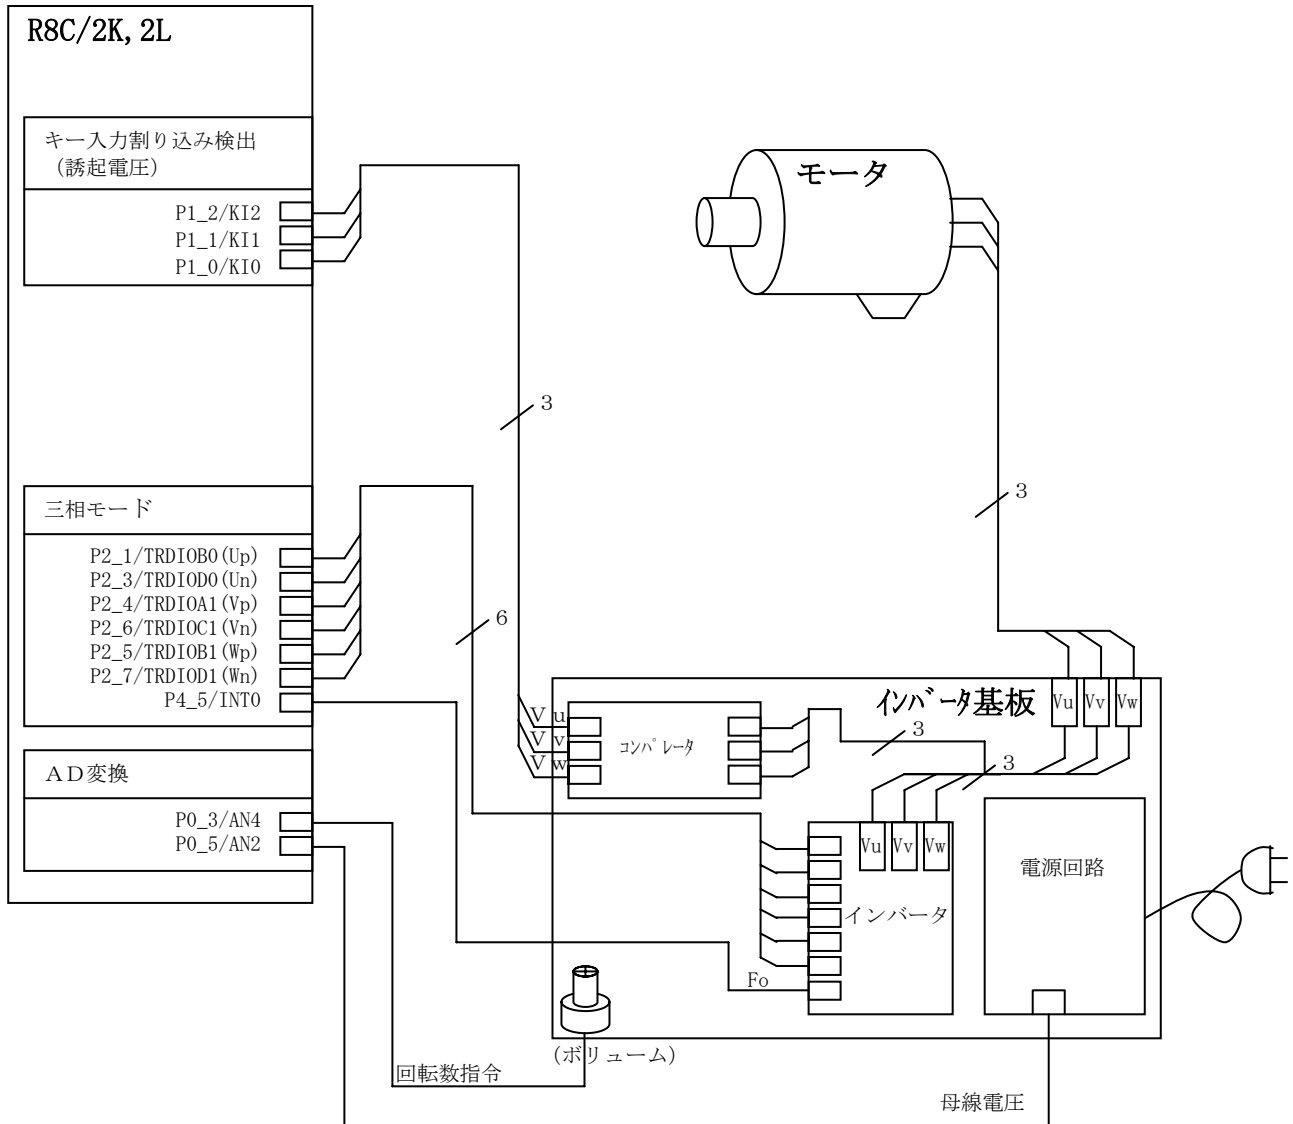 R8C/2K,2L
キー入力割り込み検出
(誘起電圧)
P1_2/KI2
P1_1/KI1
P1_0/KI0
モータ
3
3
三相モード
P2_1/TRDIOB0(Up)
P2_3/TRDIOD0(Un)
P2_4/TRDIOA1(Vp)
P2_6/TRDIOC1(Vn)
P2_5/TRDIOB1(Wp)
P2_7/TRDIOD1(Wn)
P4_5/INT0
6
インバータ基板
Vu
Vv
Vw
Vu
Vv
Vw
コンパレータ
3
3
AD変換
P0_3/AN4
P0_5/AN2
Vu
Vv
Vw
インバータ
電源回路
Fo
(ボリューム)
回転数指令
母線電圧